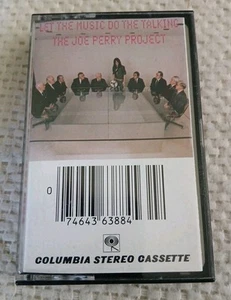 LET THE MUSIC DO THE TALKING
THE JOE PERRY PROJECT
0
74643 63884
COLUMBIA STEREO CASSETTE